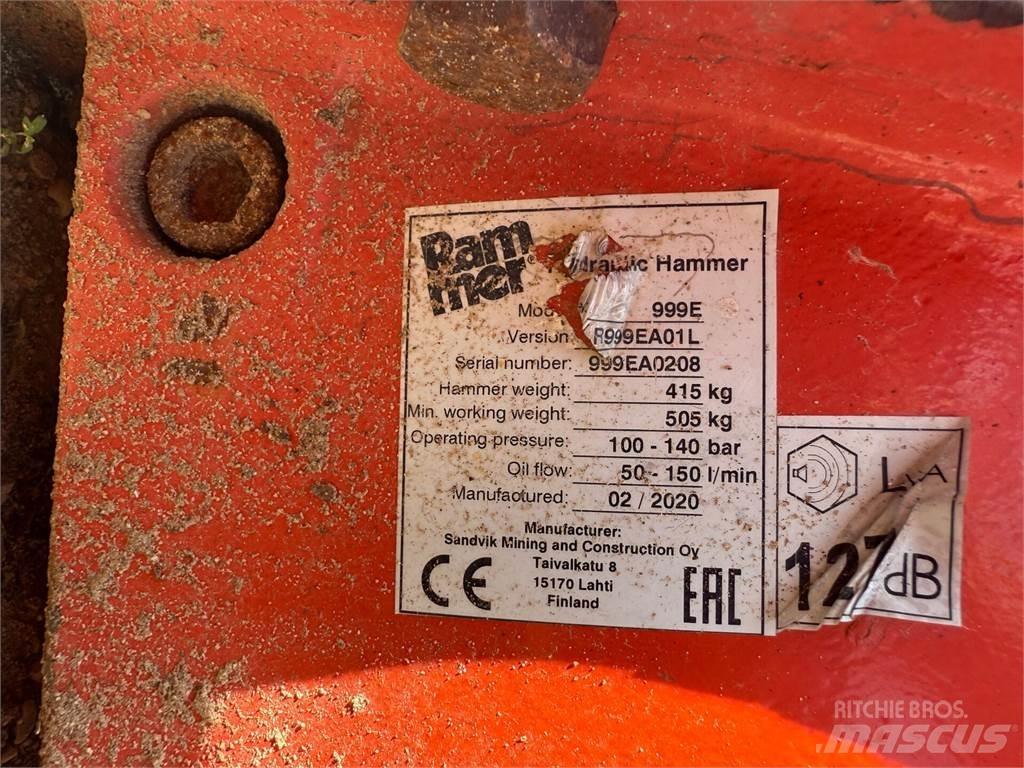 Ram
mer®
Hydraulic Hammer
Model: 999E
Version: R999EA01L
Serial number: 999EA0208
Hammer weight: 415 kg
Min. working weight: 505 kg
Operating pressure: 100 - 140 bar
Oil flow: 50 - 150 l/min
Manufactured: 02 / 2020
Manufacturer:
Sandvik Mining and Construction Oy
Taivalkatu 8
15170 Lahti
Finland
CE
EAC
LWA
127 dB
RITCHIE BROS.
MASCUS